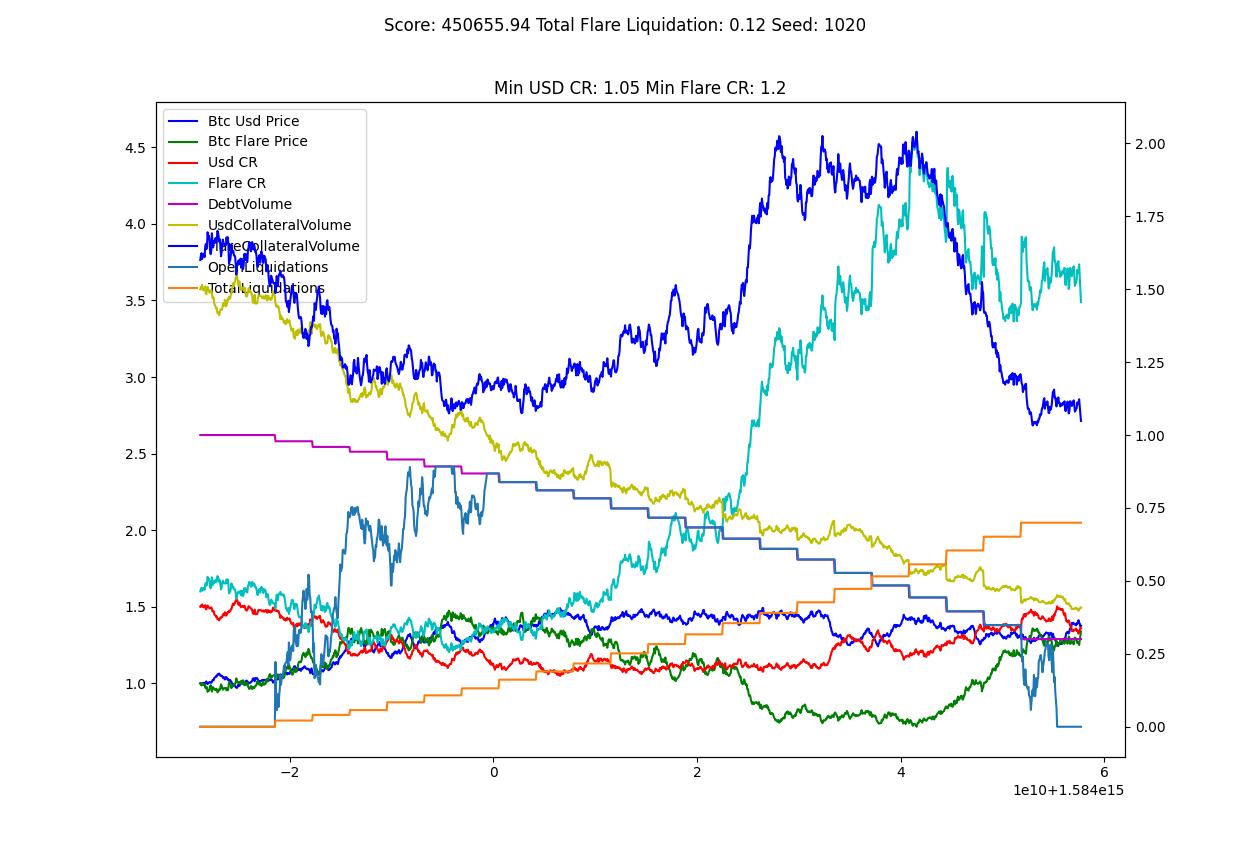 Score: 450655.94 Total Flare Liquidation: 0.12 Seed: 1020
Min USD CR: 1.05 Min Flare CR: 1.2
Btc Usd Price
Btc Flare Price
Usd CR
Flare CR
DebtVolume
UsdCollateralVolume
FlareCollateralVolume
OpenLiquidations
TotalLiquidations
4.5
4.0
3.5
3.0
2.5
2.0
1.5
1.0
2.00
1.75
1.50
1.25
1.00
0.75
0.50
0.25
0.00
−2 0 2 4 6
1e10+1.584e15